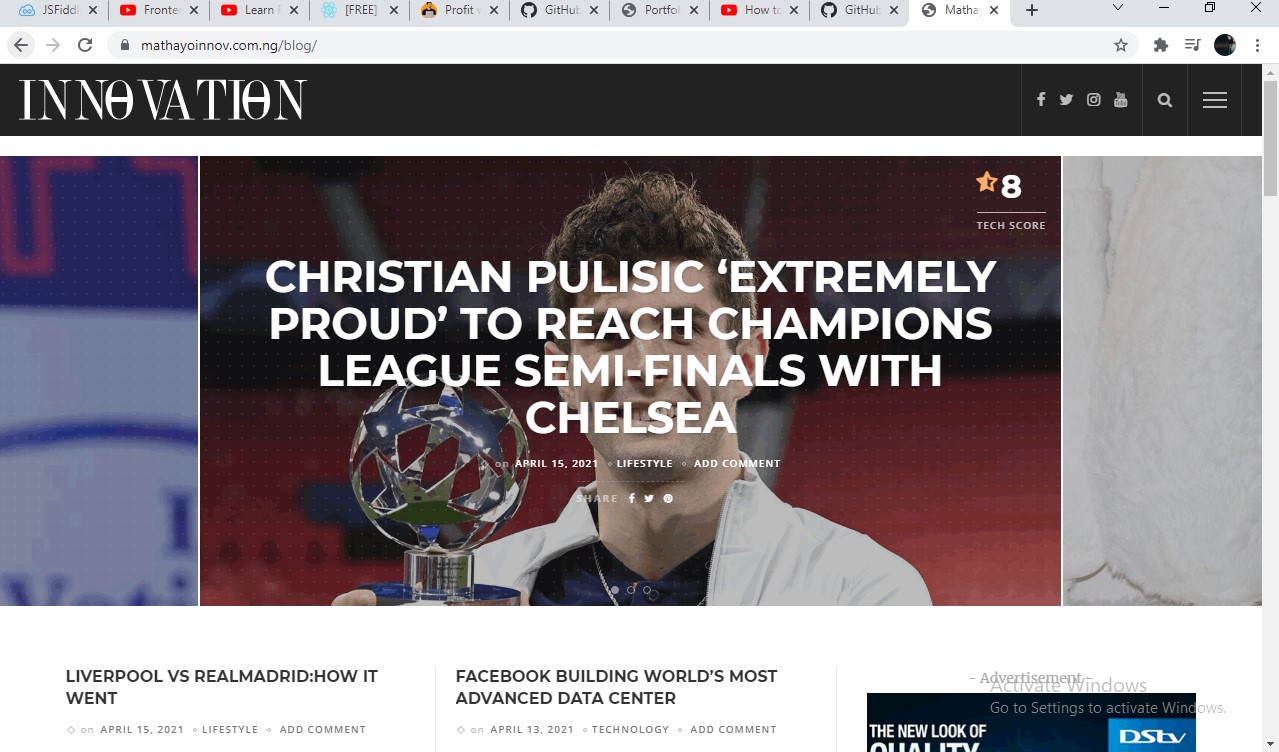 JSFiddl
Fronte
Learn
[FREE]
Profit
GitHub
Portfol
How to
GitHub
Matha
mathayoinnov.com.ng/blog/
INNOVATION
8
TECH SCORE
CHRISTIAN PULISIC ‘EXTREMELY
PROUD’ TO REACH CHAMPIONS
LEAGUE SEMI-FINALS WITH
CHELSEA
on APRIL 15, 2021 LIFESTYLE ADD COMMENT
SHARE
LIVERPOOL VS REALMADRID:HOW IT
WENT
on APRIL 15, 2021 LIFESTYLE ADD COMMENT
FACEBOOK BUILDING WORLD’S MOST
ADVANCED DATA CENTER
on APRIL 13, 2021 TECHNOLOGY ADD COMMENT
- Advertisement -
Activate Windows
Go to Settings to activate Windows.
THE NEW LOOK OF
QUALITY
DStv